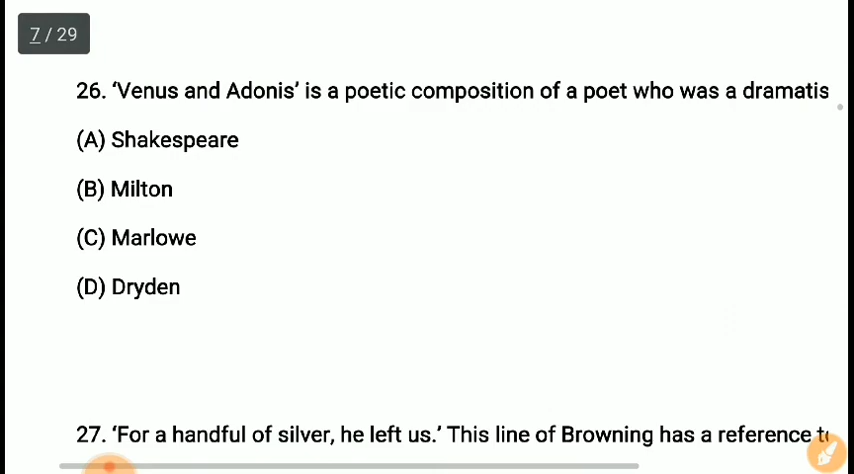 7 / 29
26. ‘Venus and Adonis’ is a poetic composition of a poet who was a dramatis
(A) Shakespeare
(B) Milton
(C) Marlowe
(D) Dryden
27. ‘For a handful of silver, he left us.’ This line of Browning has a reference